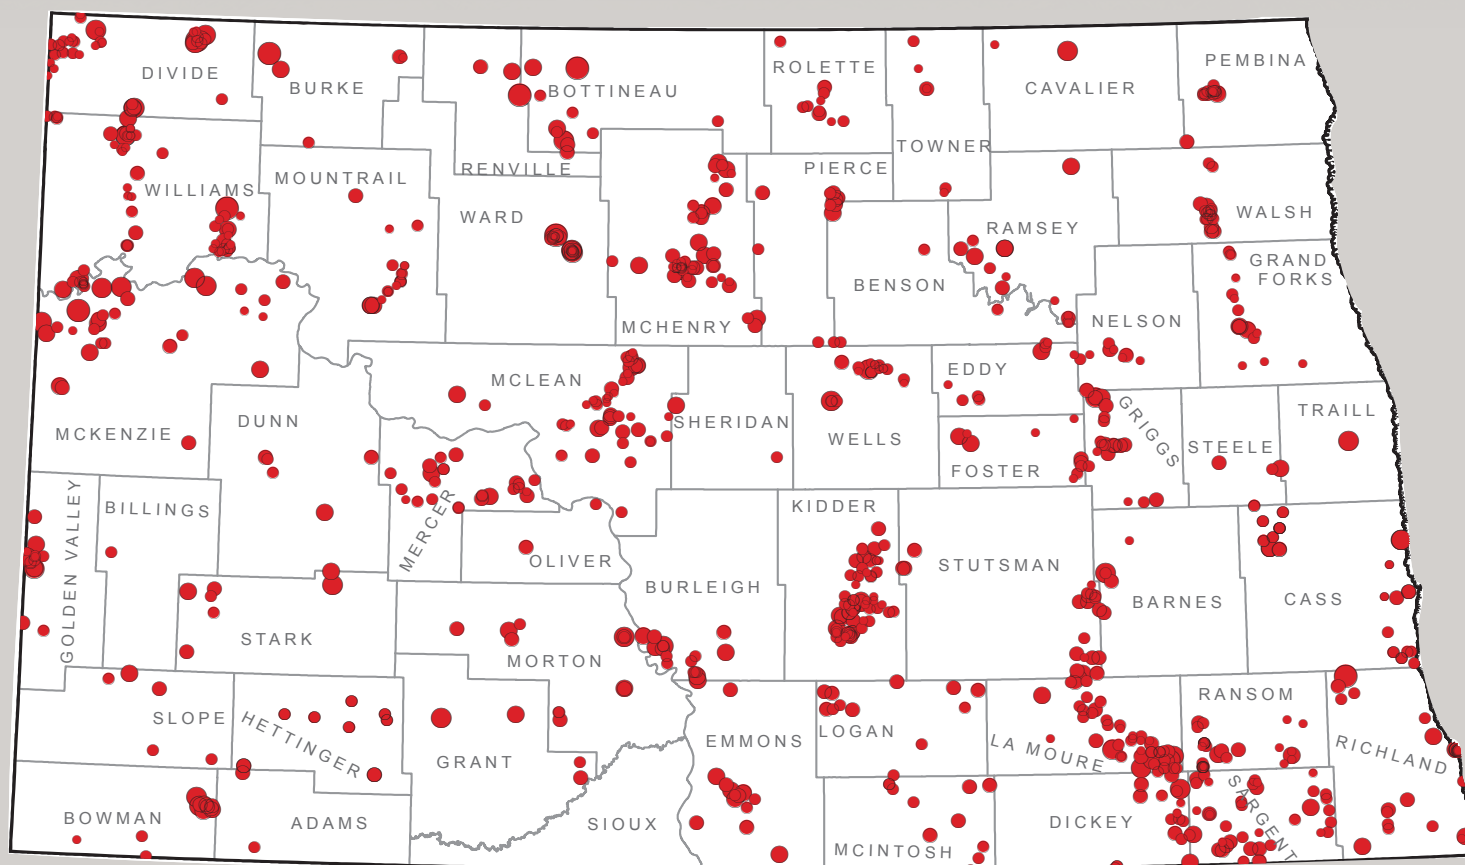 DIVIDE
BURKE
BOTTINEAU
ROLETTE
CAVALIER
PEMBINA
TOWNER
RENVILLE
PIERCE
WILLIAMS
MOUNTRAIL
WARD
RAMSEY
WALSH
GRAND
FORKS
BENSON
NELSON
MCHENRY
MCLEAN
EDDY
SHERIDAN
WELLS
GRIGGS
STEELE
TRAILL
MCKENZIE
DUNN
FOSTER
GOLDEN VALLEY
BILLINGS
MERCER
KIDDER
OLIVER
STUTSMAN
BURLEIGH
BARNES
CASS
STARK
MORTON
SLOPE
HETTINGER
GRANT
EMMONS
LOGAN
LA MOURE
RANSOM
RICHLAND
BOWMAN
ADAMS
SIOUX
MCINTOSH
DICKEY
SARGENT